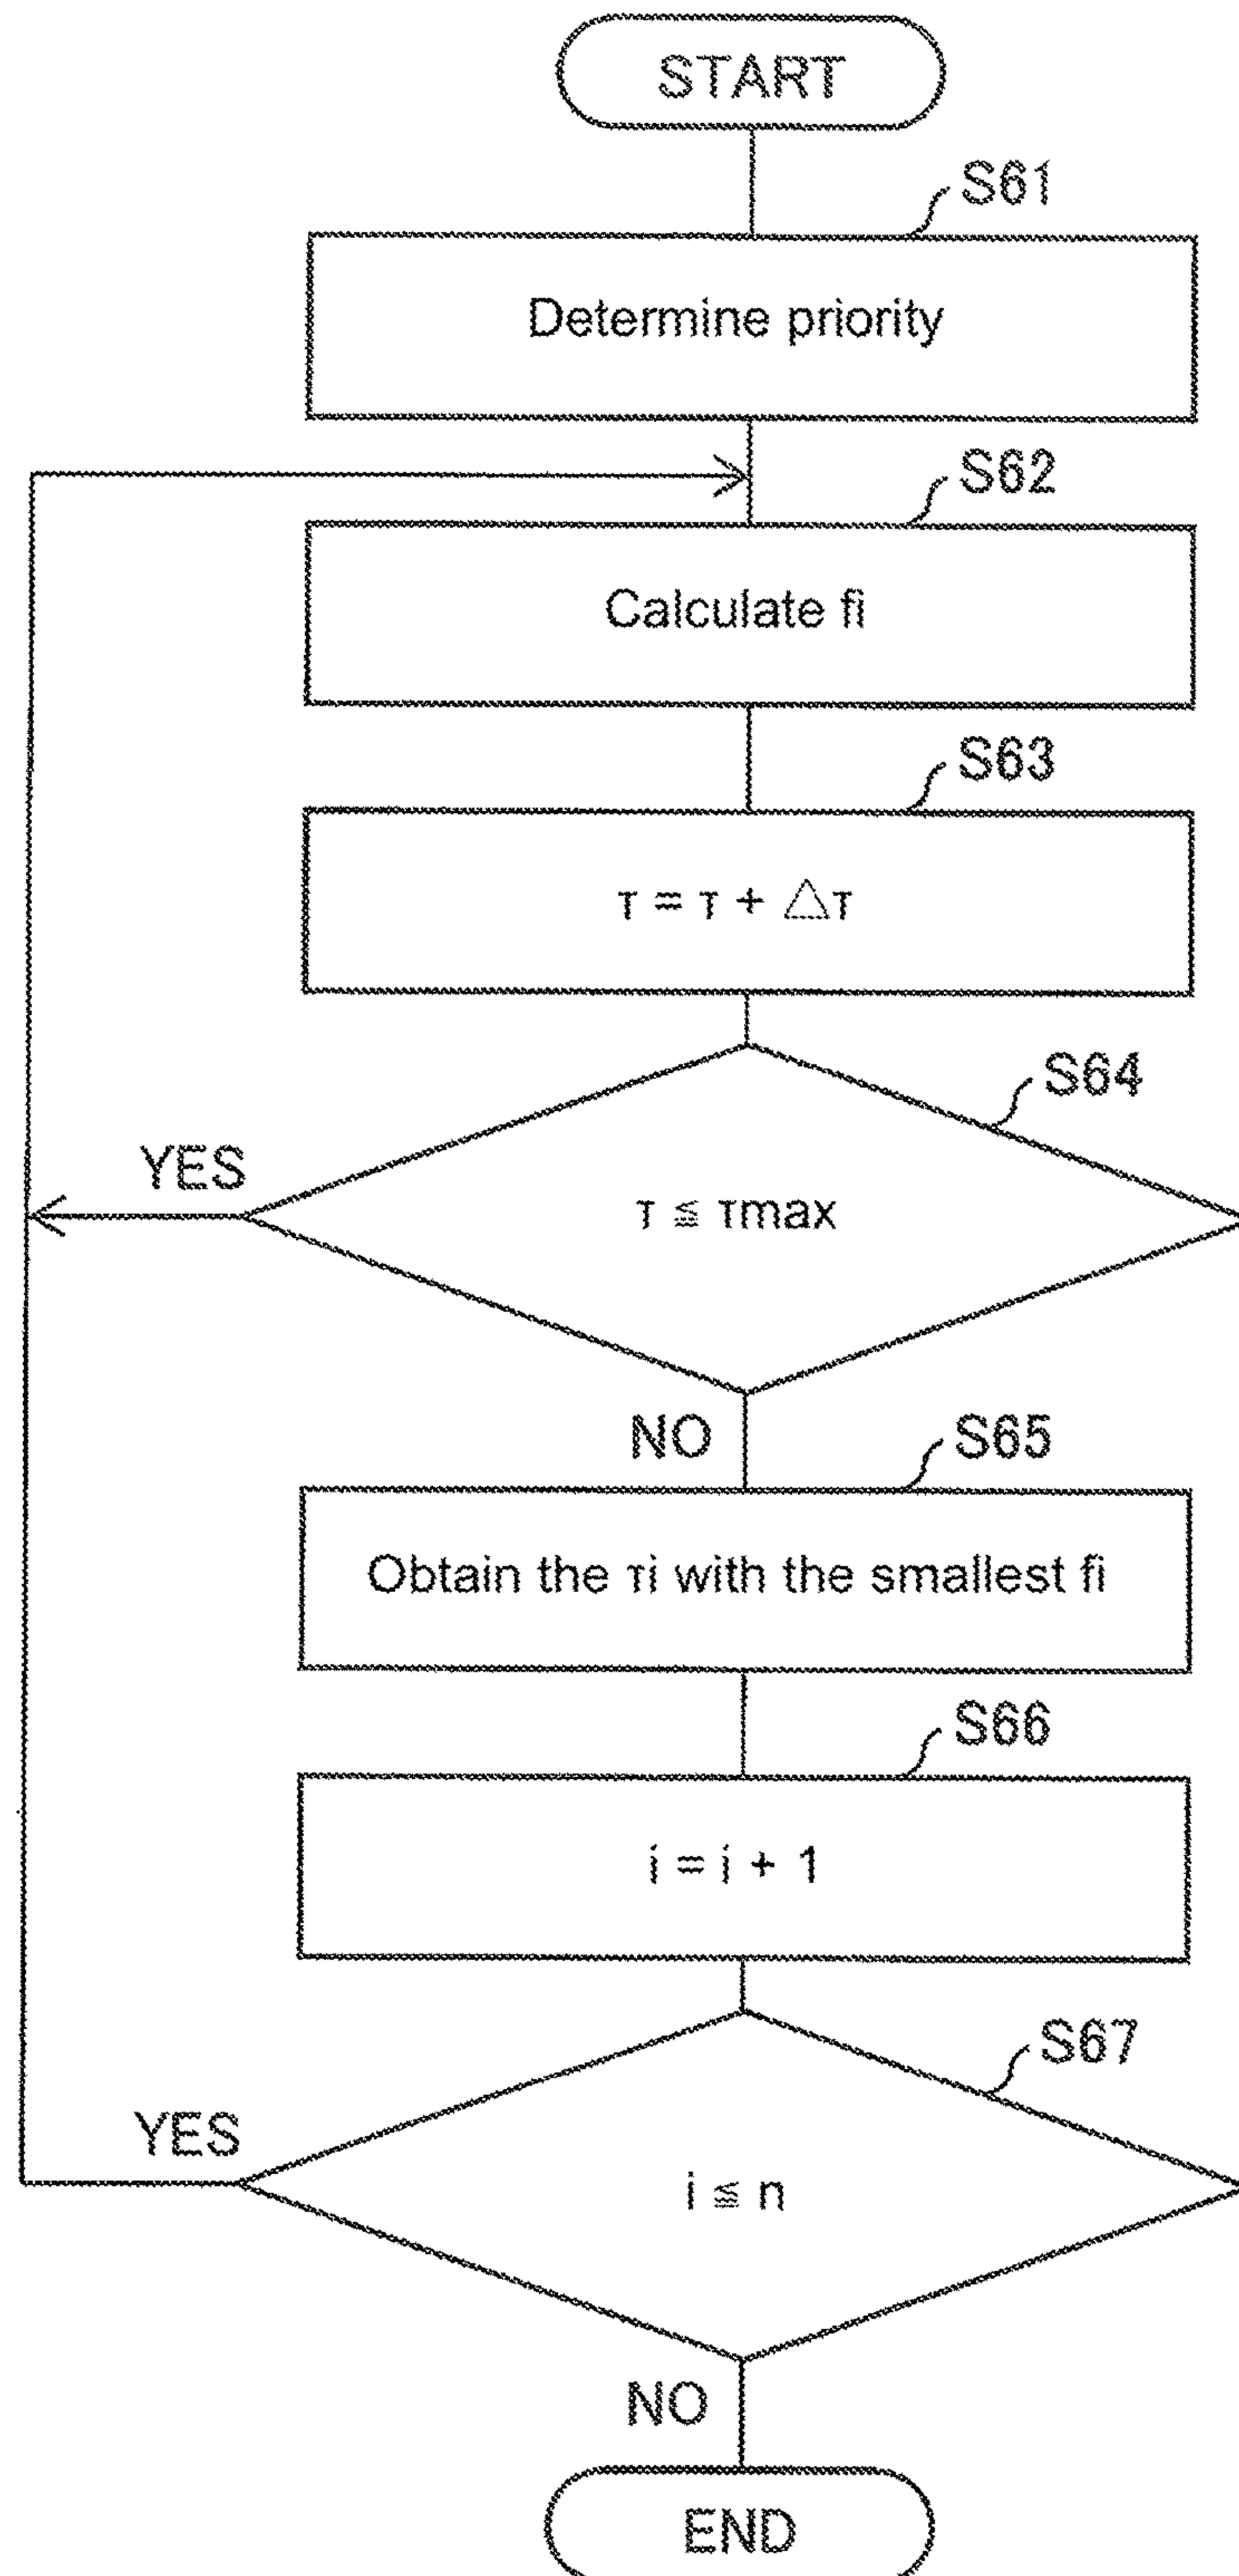 START
S61
Determine priority
S62
Calculate fi
S63
τ = τ + △τ
S64
YES
τ ≦ τmax
NO
S65
Obtain the τi with the smallest fi
S66
i = i + 1
S67
YES
i ≦ n
NO
END